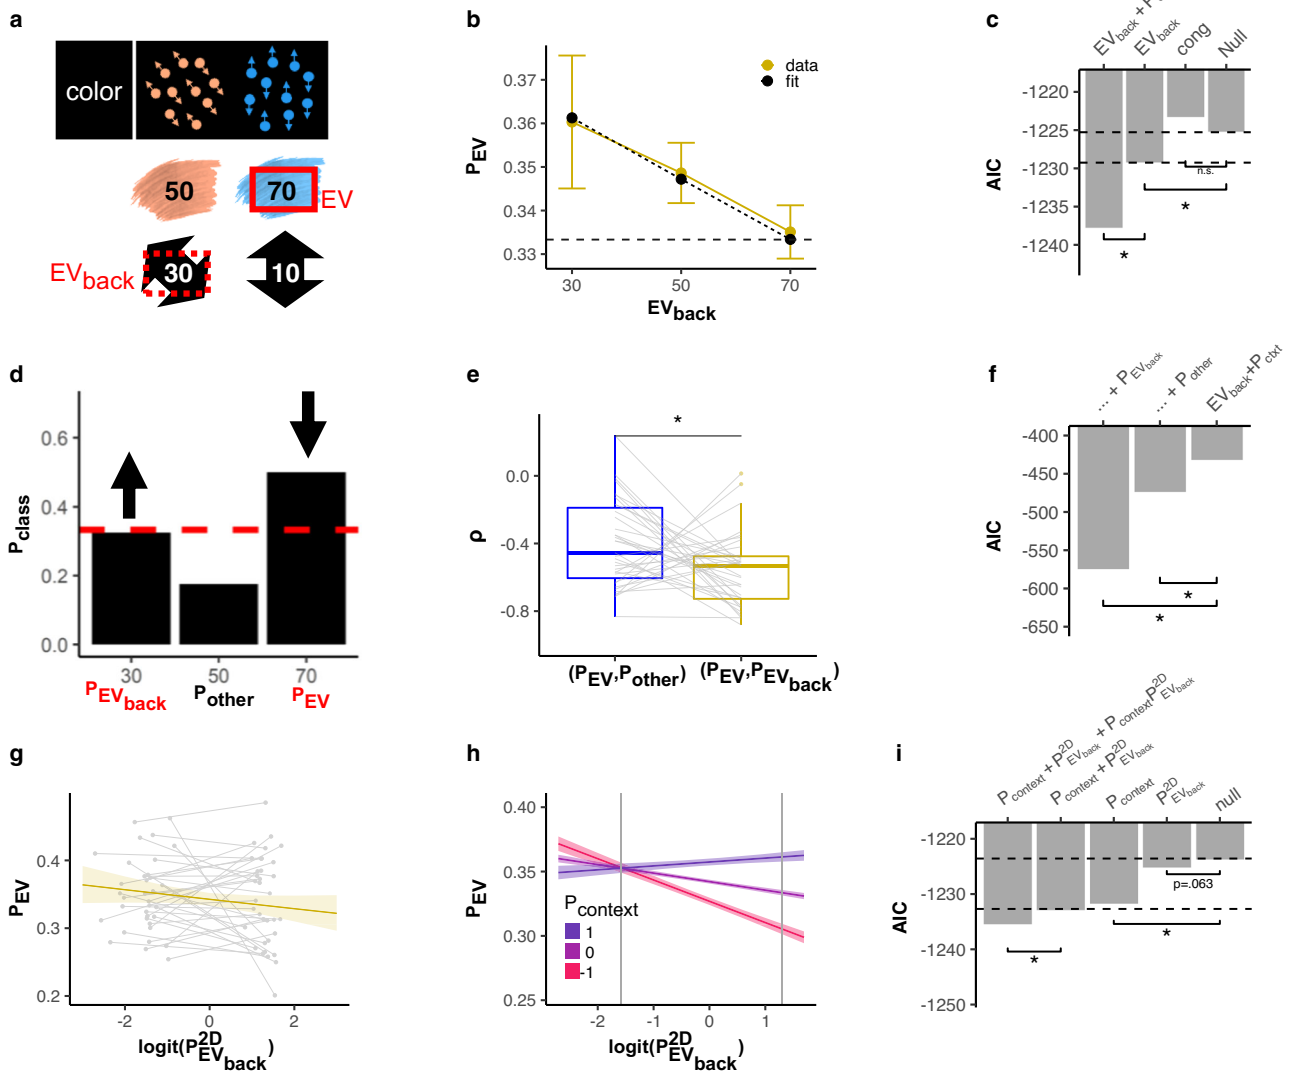 a
color
50
70
EV
EVback
30
10
b
PEV
0.37
0.36
0.35
0.34
0.33
data
fit
30
50
70
EVback
c
EVback
cong
Null
AIC
-1220
-1225
-1230
-1235
-1240
n.s.
*
*
d
Pclass
0.6
0.4
0.2
0.0
30
50
70
PEVback
Pother
PEV
e
ρ
0.0
-0.4
-0.8
*
(PEV,Pother)
(PEV,PEVback)
f
... + PEVback
... + Pother
EVback+Pctxt
AIC
-400
-450
-500
-550
-600
-650
*
*
g
PEV
0.4
0.3
0.2
-2
0
2
logit(P2DEVback)
h
PEV
0.40
0.35
0.30
0.25
Pcontext
1
0
-1
-2
-1
0
1
logit(P2DEVback)
i
Pcontext+P2DEVback+PcontextP2DEVback
Pcontext+P2DEVback
Pcontext
P2DEVback
null
AIC
-1220
-1230
-1240
-1250
p=.063
*
*